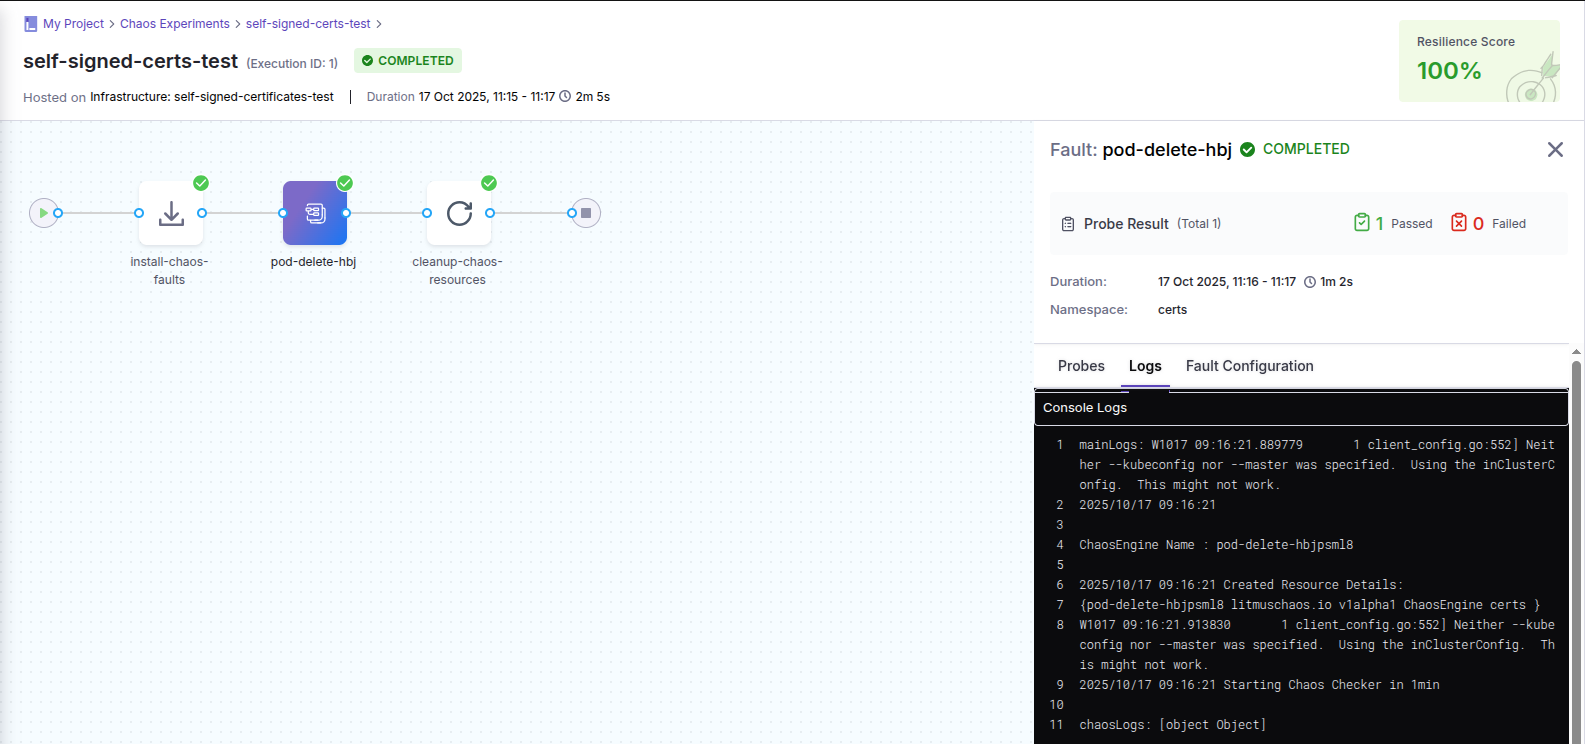 My Project > Chaos Experiments > self-signed-certs-test >
self-signed-certs-test (Execution ID: 1) COMPLETED
Hosted on Infrastructure: self-signed-certificates-test | Duration 17 Oct 2025, 11:15 - 11:17 2m 5s
Resilience Score
100%
install-chaos-
faults
pod-delete-hbj
cleanup-chaos-
resources
Fault: pod-delete-hbj COMPLETED
Probe Result (Total 1) 1 Passed 0 Failed
Duration: 17 Oct 2025, 11:16 - 11:17 1m 2s
Namespace: certs
Probes Logs Fault Configuration
Console Logs
1 mainLogs: W1017 09:16:21.889779       1 client_config.go:552] Neit
her --kubeconfig nor --master was specified.  Using the inClusterC
onfig.  This might not work.
2 2025/10/17 09:16:21
3
4 ChaosEngine Name : pod-delete-hbjpsml8
5
6 2025/10/17 09:16:21 Created Resource Details:
7 {pod-delete-hbjpsml8 litmuschaos.io v1alpha1 ChaosEngine certs }
8 W1017 09:16:21.913830       1 client_config.go:552] Neither --kube
config nor --master was specified.  Using the inClusterConfig.  Th
is might not work.
9 2025/10/17 09:16:21 Starting Chaos Checker in 1min
10
11 chaosLogs: [object Object]